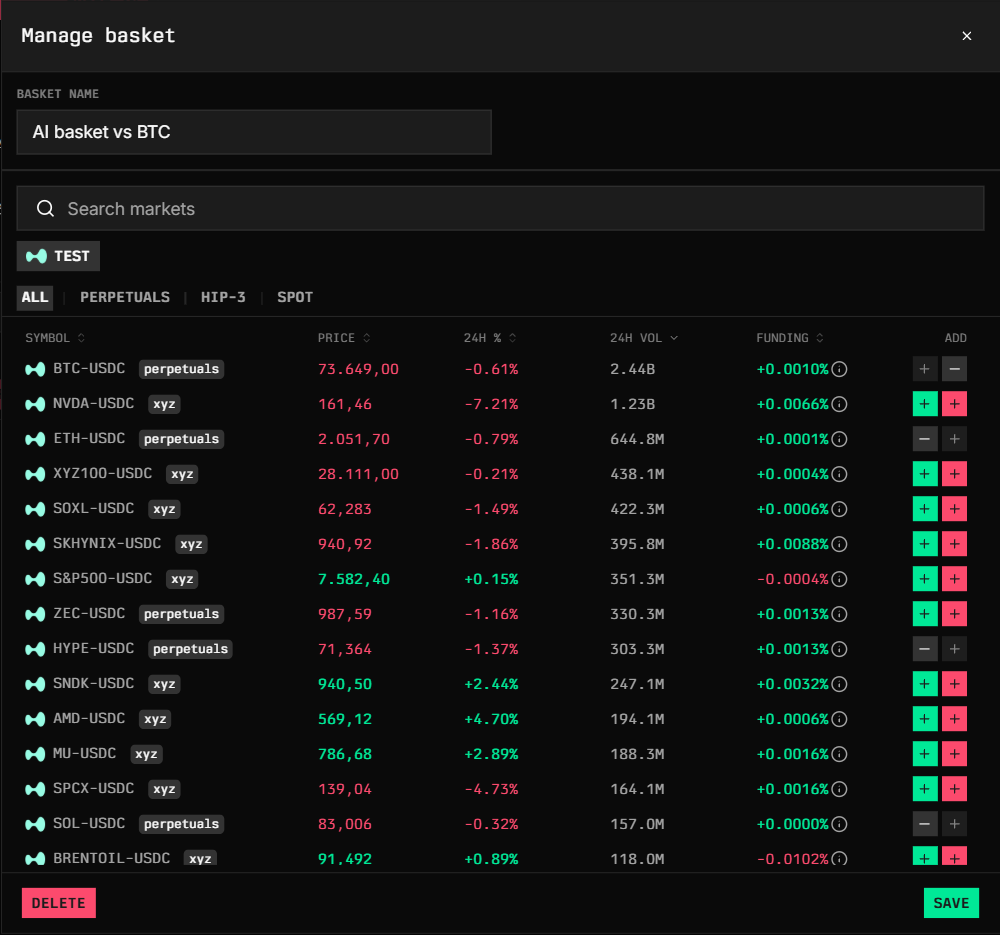 Manage basket ×
BASKET NAME
AI basket vs BTC
Search markets
TEST
ALL | PERPETUALS | HIP-3 | SPOT
SYMBOL PRICE 24H % 24H VOL FUNDING ADD
BTC-USDC perpetuals 73.649,00 -0.61% 2.44B +0.0010% + −
NVDA-USDC xyz 161,46 -7.21% 1.23B +0.0066% + +
ETH-USDC perpetuals 2.051,70 -0.79% 644.8M +0.0001% − +
XYZ100-USDC xyz 28.111,00 -0.21% 438.1M +0.0004% + +
SOXL-USDC xyz 62,283 -1.49% 422.3M +0.0006% + +
SKHYNIX-USDC xyz 940,92 -1.86% 395.8M +0.0088% + +
S&P500-USDC xyz 7.582,40 +0.15% 351.3M -0.0004% + +
ZEC-USDC perpetuals 987,59 -1.16% 330.3M +0.0013% + +
HYPE-USDC perpetuals 71,364 -1.37% 303.3M +0.0013% − +
SNDK-USDC xyz 940,50 +2.44% 247.1M +0.0032% + +
AMD-USDC xyz 569,12 +4.70% 194.1M +0.0006% + +
MU-USDC xyz 786,68 +2.89% 188.3M +0.0016% + +
SPCX-USDC xyz 139,04 -4.73% 164.1M +0.0016% + +
SOL-USDC perpetuals 83,006 -0.32% 157.0M +0.0000% − +
BRENTOIL-USDC xyz 91,492 +0.89% 118.0M -0.0102% + +
DELETE SAVE